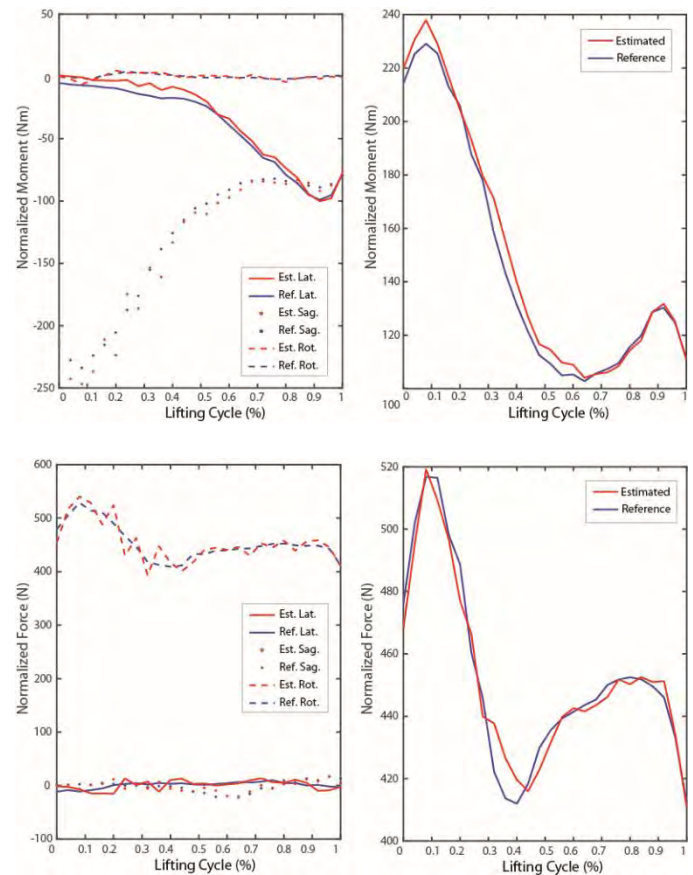 50
0
-50
-100
-150
-200
-250
Normalized Moment (Nm)
Est. Lat.
Ref. Lat.
Est. Sag.
Ref. Sag.
Est. Rot.
Ref. Rot.
0 0.1 0.2 0.3 0.4 0.5 0.6 0.7 0.8 0.9 1
Lifting Cycle (%)
240
220
200
180
160
140
120
100
Normalized Moment (Nm)
Estimated
Reference
0 0.1 0.2 0.3 0.4 0.5 0.6 0.7 0.8 0.9 1
Lifting Cycle (%)
600
500
400
300
200
100
0
-100
Normalized Force (N)
Est. Lat.
Ref. Lat.
Est. Sag.
Ref. Sag.
Est. Rot.
Ref. Rot.
0 0.1 0.2 0.3 0.4 0.5 0.6 0.7 0.8 0.9 1
Lifting Cycle (%)
520
500
480
460
440
420
400
Normalized Force (N)
Estimated
Reference
0 0.1 0.2 0.3 0.4 0.5 0.6 0.7 0.8 0.9 1
Lifting Cycle (%)